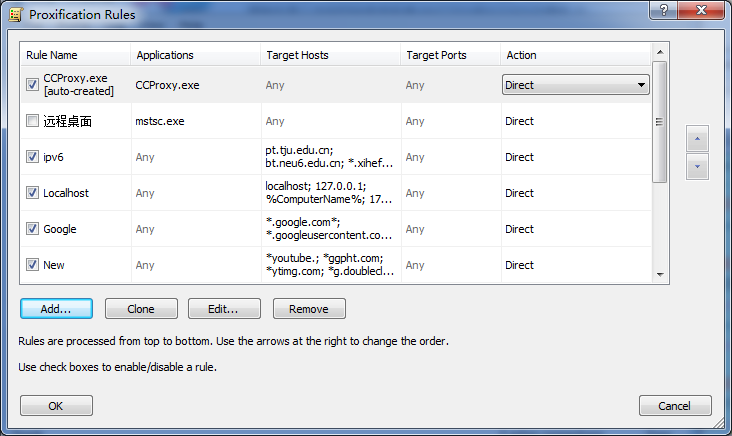 Proxification Rules
Rule Name Applications Target Hosts Target Ports Action
CCProxy.exe
[auto-created] CCProxy.exe Any Any Direct
远程桌面 mstsc.exe Any Any Direct
ipv6 Any pt.tju.edu.cn;
bt.neu6.edu.cn; *.xihef... Any Direct
Localhost Any localhost; 127.0.0.1;
%ComputerName%; 17... Any Direct
Google Any *.google.com*;
*.googleusercontent.co... Any Direct
New Any *youtube.; *ggpht.com;
*ytimg.com; *g.doublecl... Any Direct
Add... Clone Edit... Remove
Rules are processed from top to bottom. Use the arrows at the right to change the order.
Use check boxes to enable/disable a rule.
OK Cancel